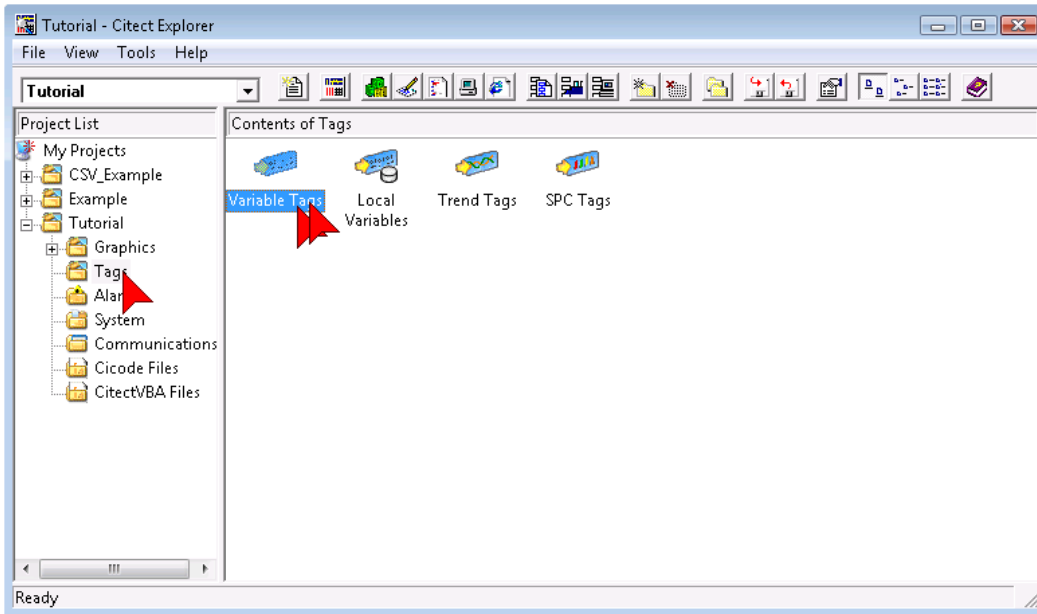 Tutorial - Citect Explorer
File View Tools Help
Tutorial
Project List
Contents of Tags
My Projects
CSV_Example
Example
Tutorial
Graphics
Tags
System
Communications
Cicode Files
CitectVBA Files
Variable Tags
Local Variables
Trend Tags
SPC Tags
Ready